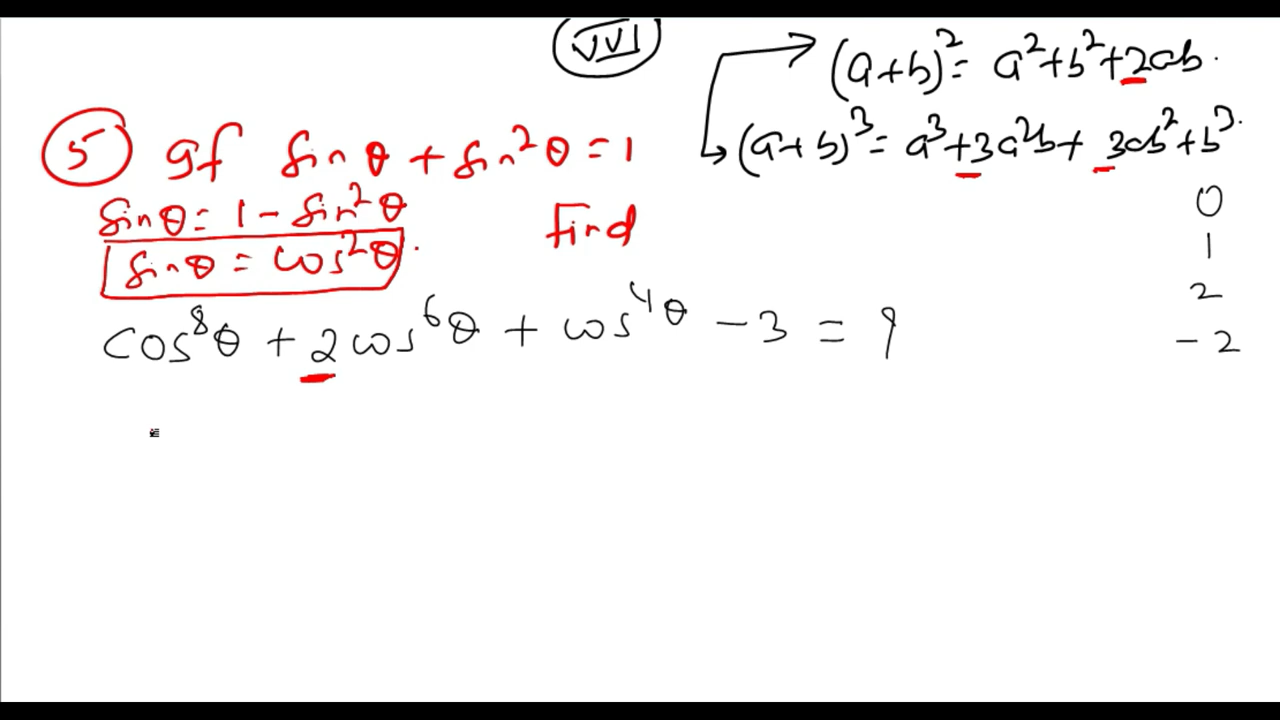 VVI
(a+b)²= a²+b²+2ab.
(a+b)³= a³+3a²b+ 3ab²+b³.
5 If sinθ + sin²θ = 1
sinθ = 1 - sin²θ
Find
sinθ = cos²θ.
cos⁸θ + 2cos⁶θ + cos⁴θ - 3 = ?
0
1
2
-2